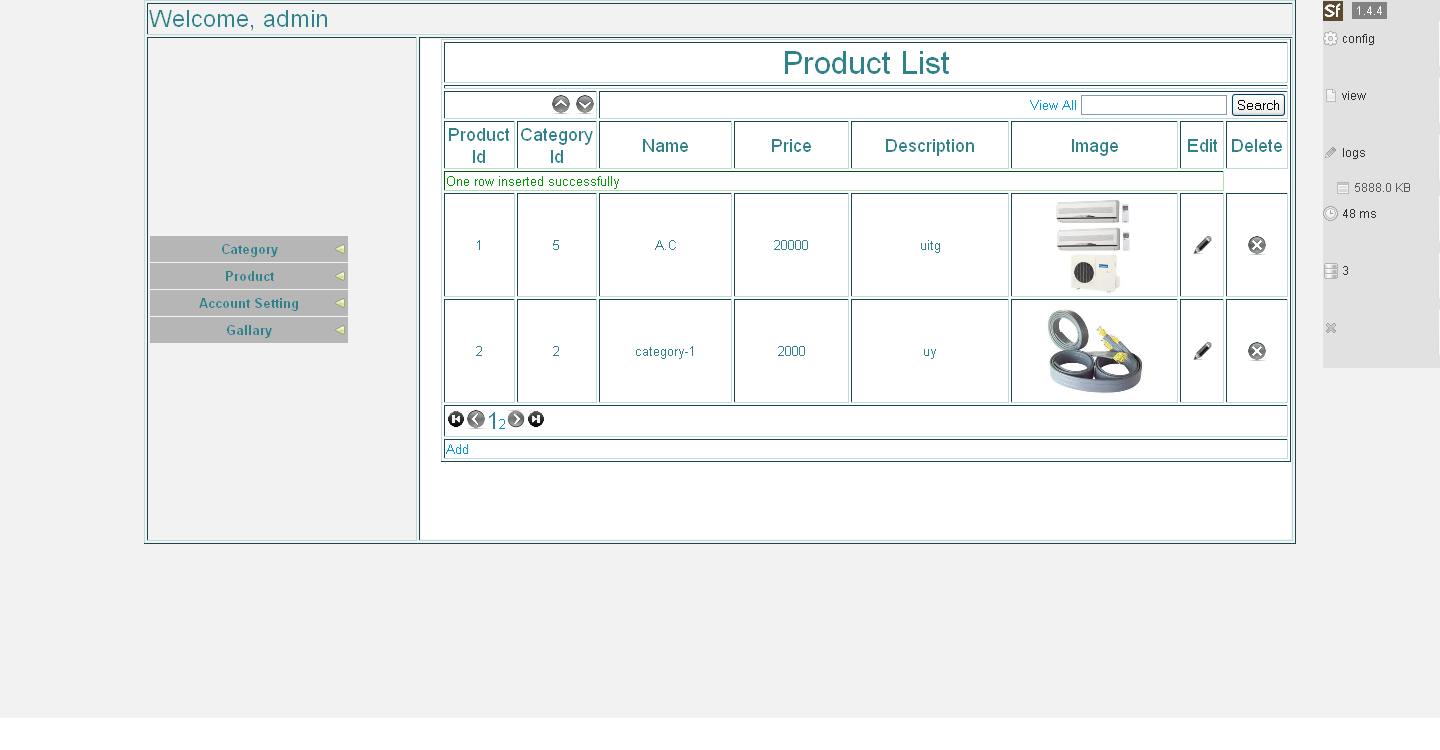 Welcome, admin
Sf 1.4.4
config
view
logs
5888.0 KB
48 ms
3
Category
Product
Account Setting
Gallary
Product List
View All Search
Product Id Category Id Name Price Description Image Edit Delete
One row inserted successfully
1 5 A.C 20000 uitg
2 2 category-1 2000 uy
1 2
Add